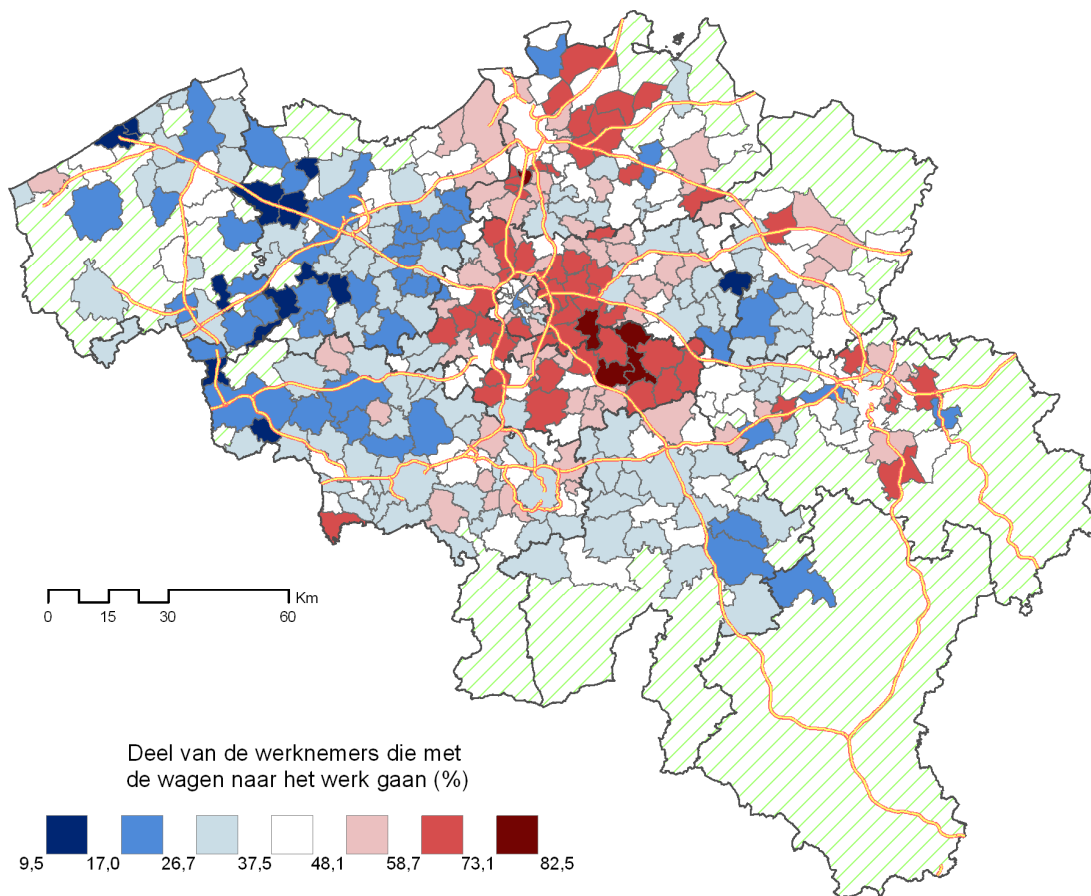 Km
0 15 30 60
Deel van de werknemers die met
de wagen naar het werk gaan (%)
9,5 17,0 26,7 37,5 48,1 58,7 73,1 82,5